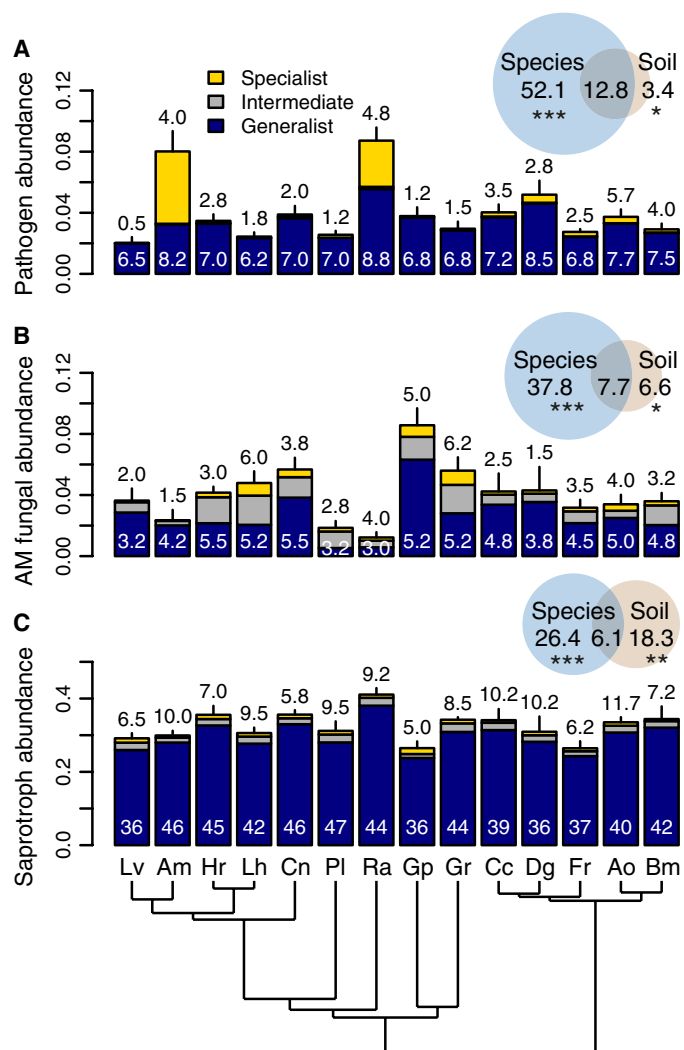 A
Pathogen abundance
0.12
0.08
0.04
0.00
Specialist
Intermediate
Generalist
Species
Soil
52.1
12.8
3.4
***
*
0.5 4.0 2.8 1.8 2.0 1.2 4.8 1.2 1.5 3.5 2.8 2.5 5.7 4.0
6.5 8.2 7.0 6.2 7.0 7.0 8.8 6.8 6.8 7.2 8.5 6.8 7.7 7.5
B
AM fungal abundance
0.12
0.08
0.04
0.00
Species
Soil
37.8
7.7
6.6
***
*
2.0 1.5 3.0 6.0 3.8 2.8 4.0 5.0 6.2 2.5 1.5 3.5 4.0 3.2
3.2 4.2 5.5 5.2 5.5 3.2 3.0 5.2 5.2 4.8 3.8 4.5 5.0 4.8
C
Saprotroph abundance
0.4
0.2
0.0
Species
Soil
26.4
6.1
18.3
***
**
6.5 10.0 7.0 9.5 5.8 9.5 9.2 5.0 8.5 10.2 10.2 6.2 11.7 7.2
36 46 45 42 46 47 44 36 44 39 36 37 40 42
Lv Am Hr Lh Cn Pl Ra Gp Gr Cc Dg Fr Ao Bm